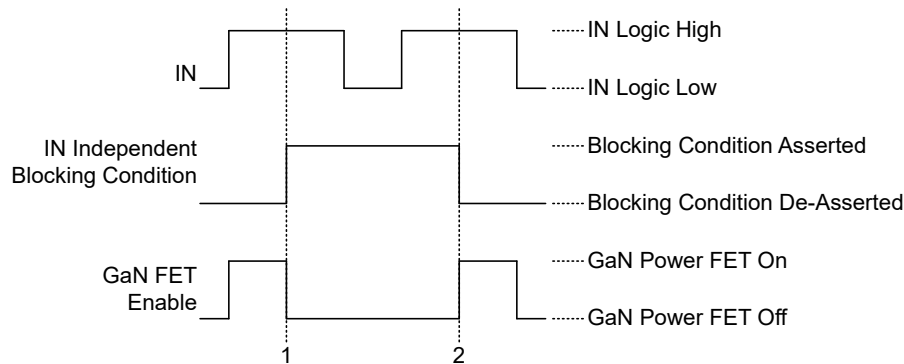 IN
IN Logic High
IN Logic Low
IN Independent
Blocking Condition
Blocking Condition Asserted
Blocking Condition De-Asserted
GaN FET
Enable
GaN Power FET On
GaN Power FET Off
1
2